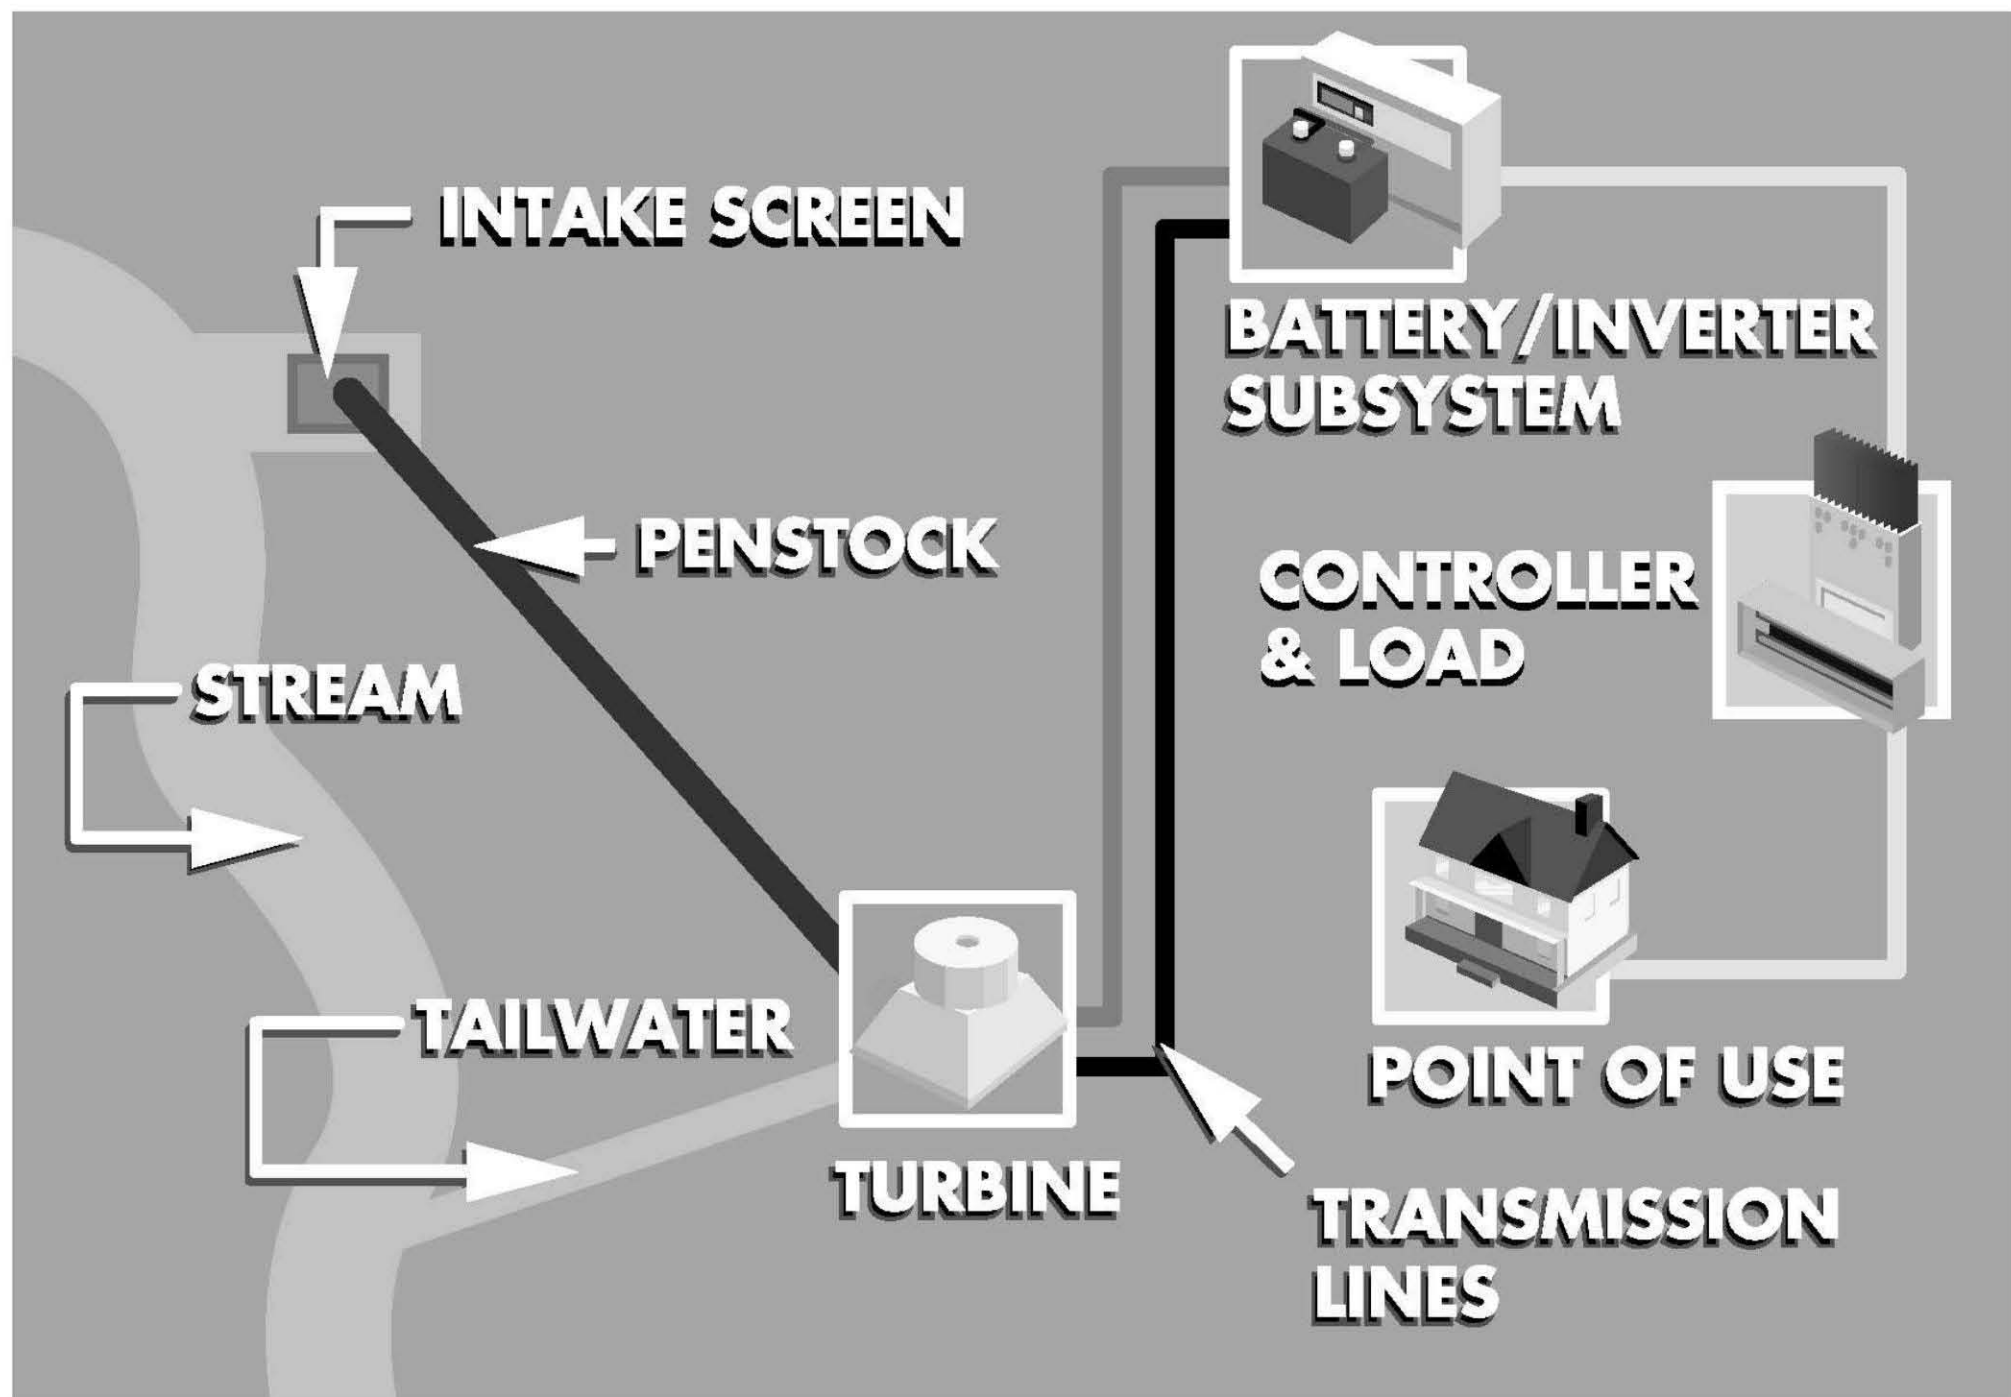 INTAKE SCREEN
BATTERY/INVERTER
SUBSYSTEM
PENSTOCK
CONTROLLER
& LOAD
STREAM
TAILWATER
POINT OF USE
TURBINE
TRANSMISSION
LINES